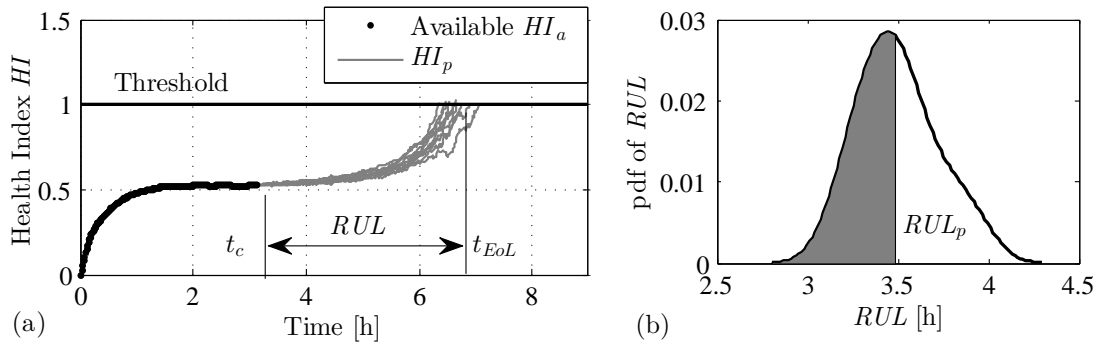 1.5
Available HI_a
HI_p
Threshold
1
0.5
0
Health Index HI
t_c
RUL
t_EoL
0 2 4 6 8
Time [h]
(a)
0.03
0.02
0.01
0
pdf of RUL
RUL_p
2.5 3 3.5 4 4.5
RUL [h]
(b)